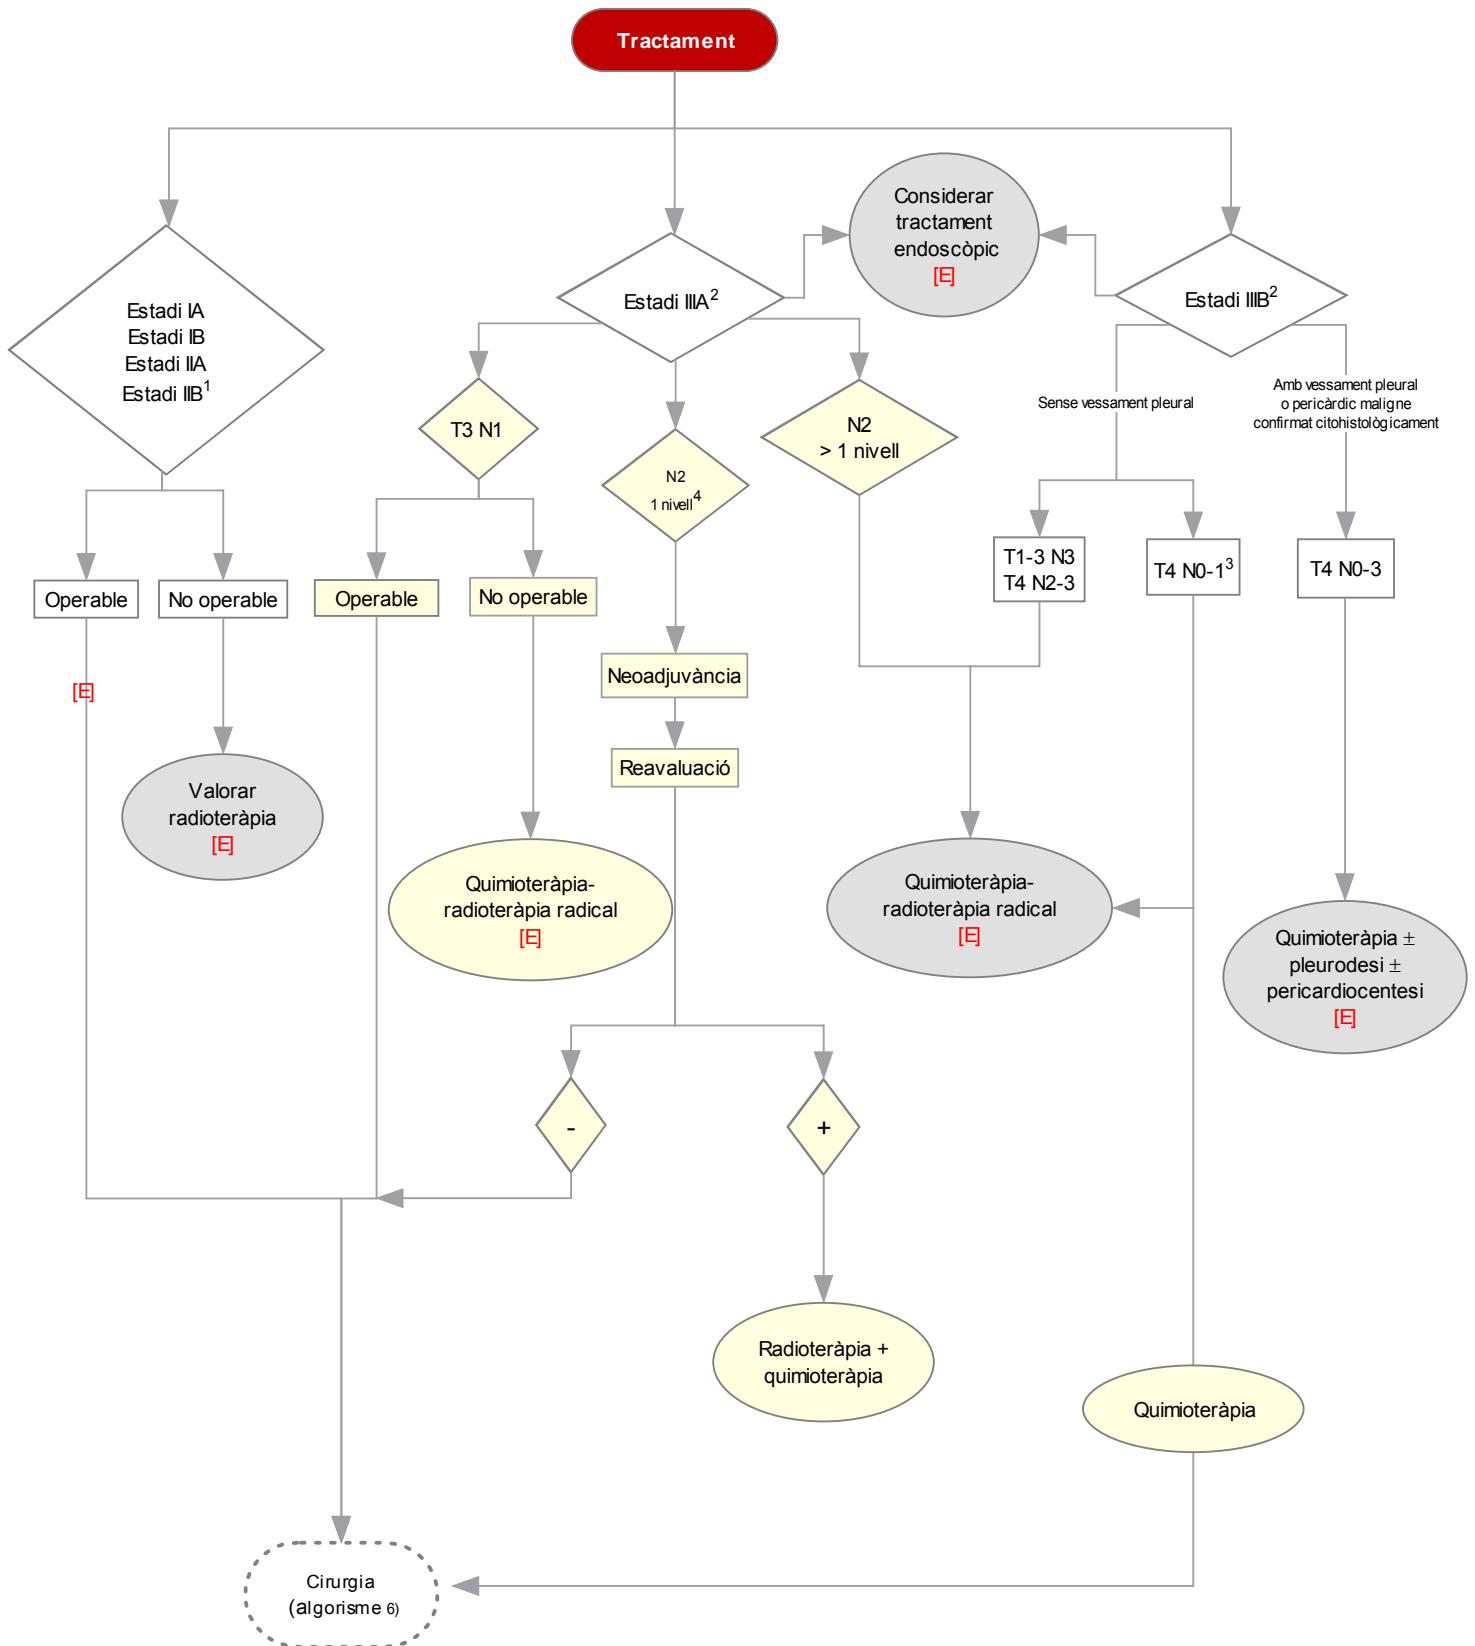 Tractament
Considerar
tractament
endoscòpic
[E]
Estadi IA
Estadi IB
Estadi IIA
Estadi IIB1
Estadi IIIA2
Estadi IIIB2
Sense vessament pleural
Amb vessament pleural
o pericàrdic maligne
confirmat citohistològicament
T3 N1
N2
1 nivell4
N2
> 1 nivell
T1-3 N3
T4 N2-3
T4 N0-13
T4 N0-3
Operable
No operable
Operable
No operable
[E]
Neoadjuvància
Reavaluació
Valorar
radioteràpia
[E]
Quimioteràpia-
radioteràpia radical
[E]
Quimioteràpia-
radioteràpia radical
[E]
Quimioteràpia ±
pleurodesi ±
pericardiocentesi
[E]
-
+
Radioteràpia +
quimioteràpia
Quimioteràpia
Cirurgia
(algorisme 6)